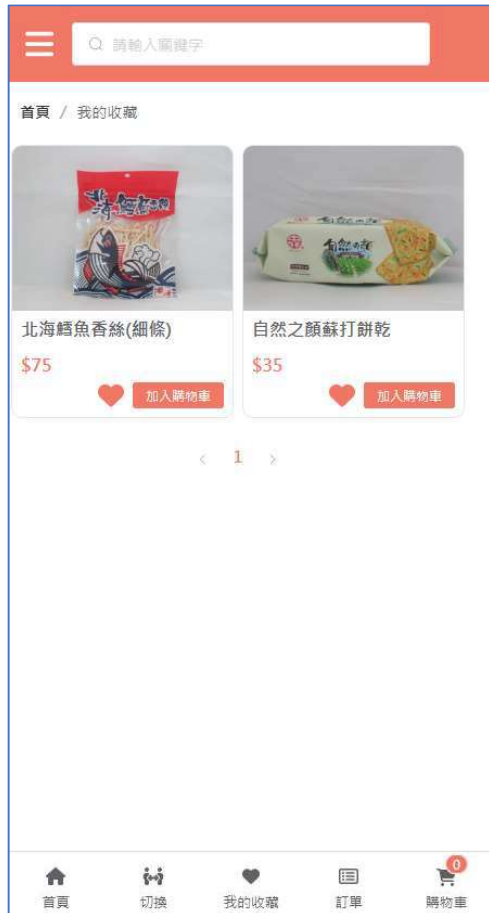 請輸入關鍵字
首頁 / 我的收藏
北海鱈魚香絲(細條)
$75
加入購物車
自然之顏蘇打餅乾
$35
加入購物車
< 1 >
首頁
切換
我的收藏
訂單
0
購物車